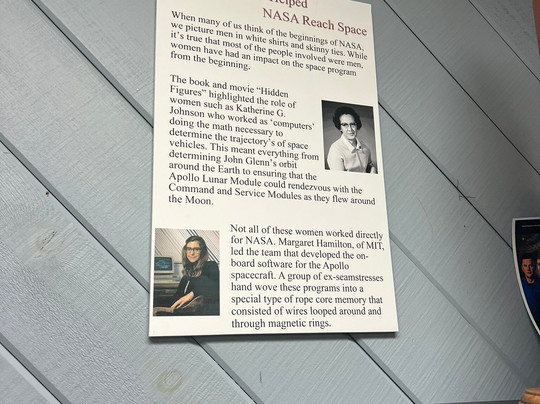 Helped
NASA Reach Space
When many of us think of the beginnings of NASA,
we picture men in white shirts and skinny ties. While
it's true that most of the people involved were men,
women have had an impact on the space program
from the beginning.
The book and movie "Hidden
Figures" highlighted the role of
women such as Katherine G.
Johnson who worked as 'computers'
doing the math necessary to
determine the trajectory's of space
vehicles. This meant everything from
determining John Glenn's orbit
around the Earth to ensuring that the
Apollo Lunar Module could rendezvous with the
Command and Service Modules as they flew around
the Moon.
Not all of these women worked directly
for NASA. Margaret Hamilton, of MIT,
led the team that developed the on-
board software for the Apollo
spacecraft. A group of ex-seamstresses
hand wove these programs into a
special type of rope core memory that
consisted of wires looped around and
through magnetic rings.